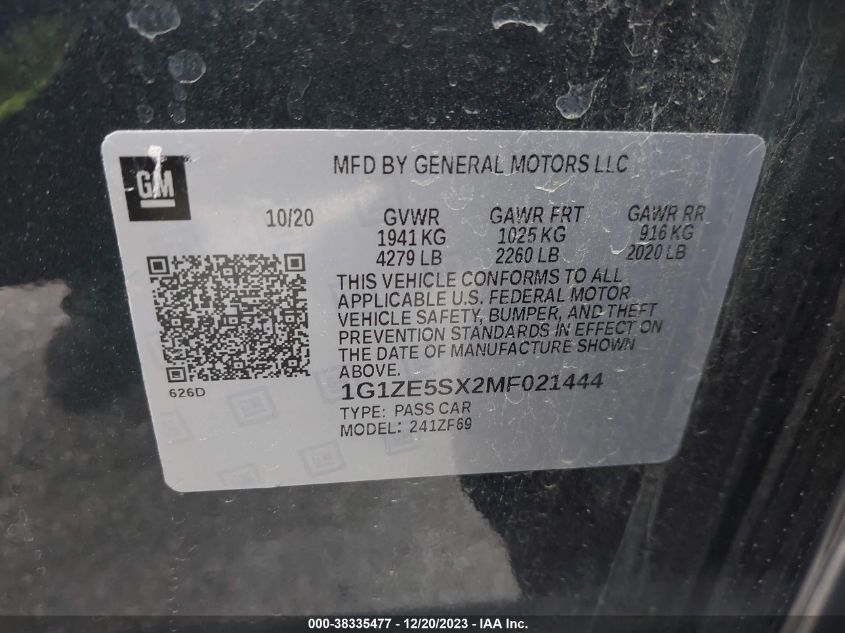 MFD BY GENERAL MOTORS LLC
GM
10/20 GVWR GAWR FRT GAWR RR
1941 KG 1025 KG 916 KG
4279 LB 2260 LB 2020 LB
THIS VEHICLE CONFORMS TO ALL
APPLICABLE U.S. FEDERAL MOTOR
VEHICLE SAFETY, BUMPER, AND THEFT
PREVENTION STANDARDS IN EFFECT ON
THE DATE OF MANUFACTURE SHOWN
ABOVE.
626D
1G1ZE5SX2MF021444
TYPE: PASS CAR
MODEL: 241ZF69
000-38335477 - 12/20/2023 - IAA Inc.